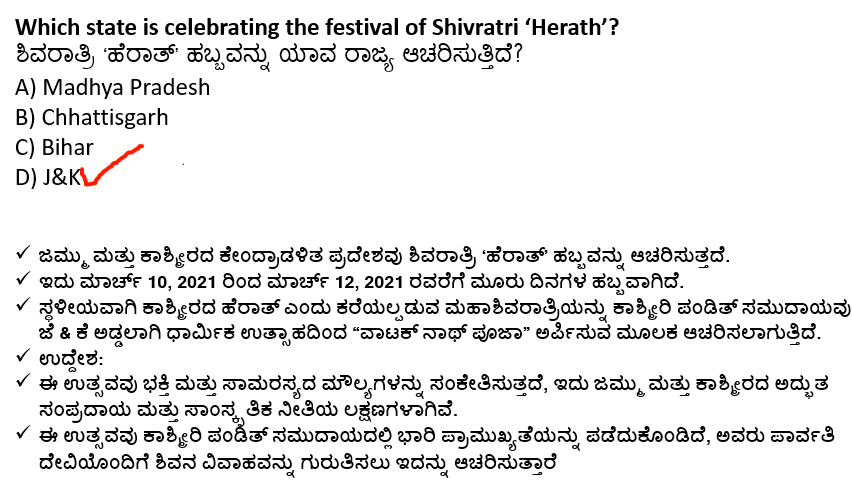 Which state is celebrating the festival of Shivratri ‘Herath’?
ಶಿವರಾತ್ರಿ ‘ಹೆರಾತ್’ ಹಬ್ಬವನ್ನು ಯಾವ ರಾಜ್ಯ ಆಚರಿಸುತ್ತಿದೆ?
A) Madhya Pradesh
B) Chhattisgarh
C) Bihar
D) J&K
✓ ಜಮ್ಮು ಮತ್ತು ಕಾಶ್ಮೀರದ ಕೇಂದ್ರಾಡಳಿತ ಪ್ರದೇಶವು ಶಿವರಾತ್ರಿ ‘ಹೆರಾತ್’ ಹಬ್ಬವನ್ನು ಆಚರಿಸುತ್ತದೆ.
✓ ಇದು ಮಾರ್ಚ್ 10, 2021 ರಿಂದ ಮಾರ್ಚ್ 12, 2021 ರವರೆಗೆ ಮೂರು ದಿನಗಳ ಹಬ್ಬವಾಗಿದೆ.
✓ ಸ್ಥಳೀಯವಾಗಿ ಕಾಶ್ಮೀರದ ಹೆರಾತ್ ಎಂದು ಕರೆಯಲ್ಪಡುವ ಮಹಾಶಿವರಾತ್ರಿಯನ್ನು ಕಾಶ್ಮೀರಿ ಪಂಡಿತ್ ಸಮುದಾಯವು
ಜೆ & ಕೆ ಅಡ್ಡಲಾಗಿ ಧಾರ್ಮಿಕ ಉತ್ಸಾಹದಿಂದ “ವಾಟಕ್ ನಾಥ್ ಪೂಜಾ” ಅರ್ಪಿಸುವ ಮೂಲಕ ಆಚರಿಸಲಾಗುತ್ತಿದೆ.
✓ ಉದ್ದೇಶ:
✓ ಈ ಉತ್ಸವವು ಭಕ್ತಿ ಮತ್ತು ಸಾಮರಸ್ಯದ ಮೌಲ್ಯಗಳನ್ನು ಸಂಕೇತಿಸುತ್ತದೆ, ಇದು ಜಮ್ಮು ಮತ್ತು ಕಾಶ್ಮೀರದ ಅದ್ಭುತ
ಸಂಪ್ರದಾಯ ಮತ್ತು ಸಾಂಸ್ಕೃತಿಕ ನೀತಿಯ ಲಕ್ಷಣಗಳಾಗಿವೆ.
✓ ಈ ಉತ್ಸವವು ಕಾಶ್ಮೀರಿ ಪಂಡಿತ್ ಸಮುದಾಯದಲ್ಲಿ ಭಾರಿ ಪ್ರಾಮುಖ್ಯತೆಯನ್ನು ಪಡೆದುಕೊಂಡಿದೆ, ಅವರು ಪಾರ್ವತಿ
ದೇವಿಯೊಂದಿಗೆ ಶಿವನ ವಿವಾಹವನ್ನು ಗುರುತಿಸಲು ಇದನ್ನು ಆಚರಿಸುತ್ತಾರೆ